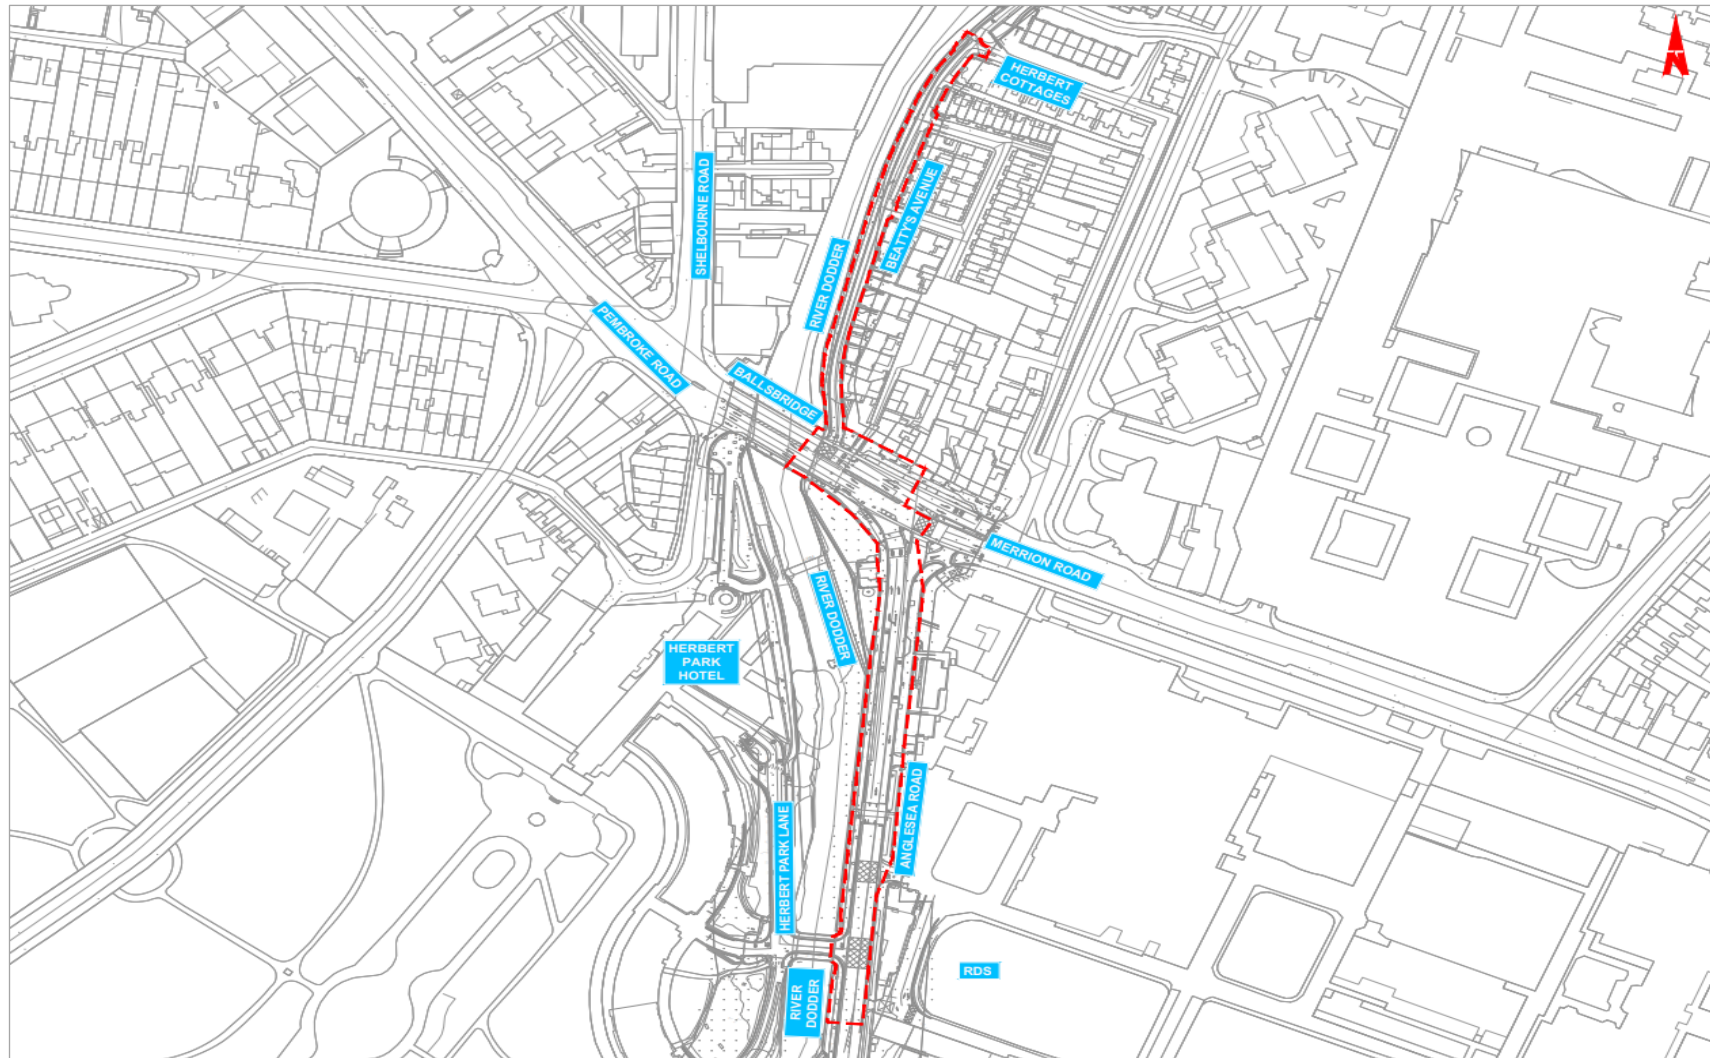 N
HERBERT
COTTAGES
SHELBOURNE ROAD
BEATTY'S AVENUE
RIVER DODDER
PEMBROKE ROAD
BALLSBRIDGE
MERRION ROAD
RIVER DODDER
HERBERT
PARK
HOTEL
ANGLESEA ROAD
HERBERT PARK LANE
RDS
RIVER
DODDER